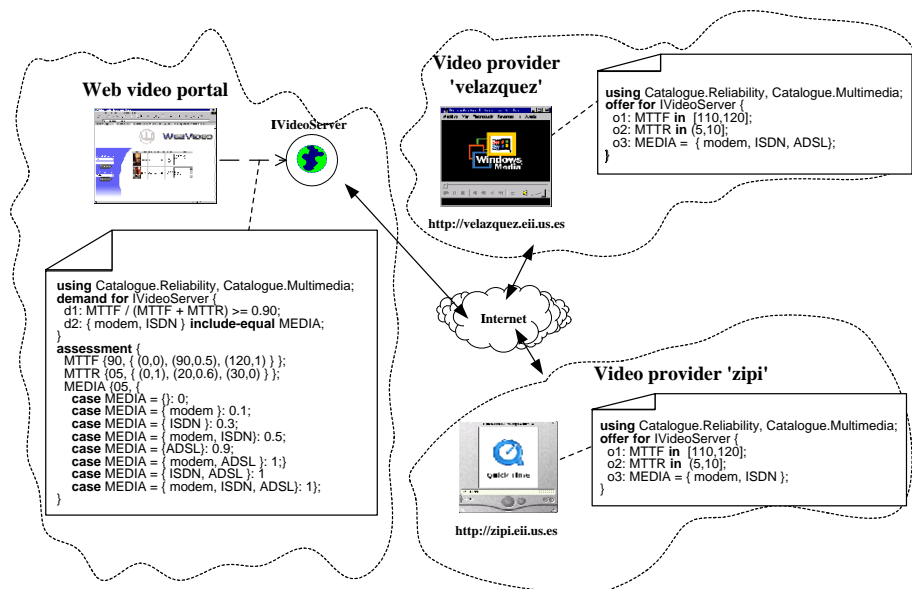 Web video portal
WebVideo
IVideoServer
using Catalogue.Reliability, Catalogue.Multimedia;
demand for IVideoServer {
d1: MTTF / (MTTF + MTTR) >= 0.90;
d2: { modem, ISDN } include-equal MEDIA;
}
assessment {
MTTF {90, { (0,0), (90,0.5), (120,1) } };
MTTR {05, { (0,1), (20,0.6), (30,0) } };
MEDIA {05, {
case MEDIA = {}: 0;
case MEDIA = { modem }: 0.1;
case MEDIA = { ISDN }: 0.3;
case MEDIA = { modem, ISDN}: 0.5;
case MEDIA = {ADSL}: 0.9;
case MEDIA = { modem, ADSL }: 1;}
case MEDIA = { ISDN, ADSL }: 1
case MEDIA = { modem, ISDN, ADSL}: 1};
}
Video provider
'velazquez'
Windows
Media
http://velazquez.eii.us.es
using Catalogue.Reliability, Catalogue.Multimedia;
offer for IVideoServer {
o1: MTTF in [110,120];
o2: MTTR in (5,10];
o3: MEDIA = { modem, ISDN, ADSL};
}
Internet
Video provider 'zipi'
Quick Time
http://zipi.eii.us.es
using Catalogue.Reliability, Catalogue.Multimedia;
offer for IVideoServer {
o1: MTTF in [110,120];
o2: MTTR in (5,10];
o3: MEDIA = { modem, ISDN };
}